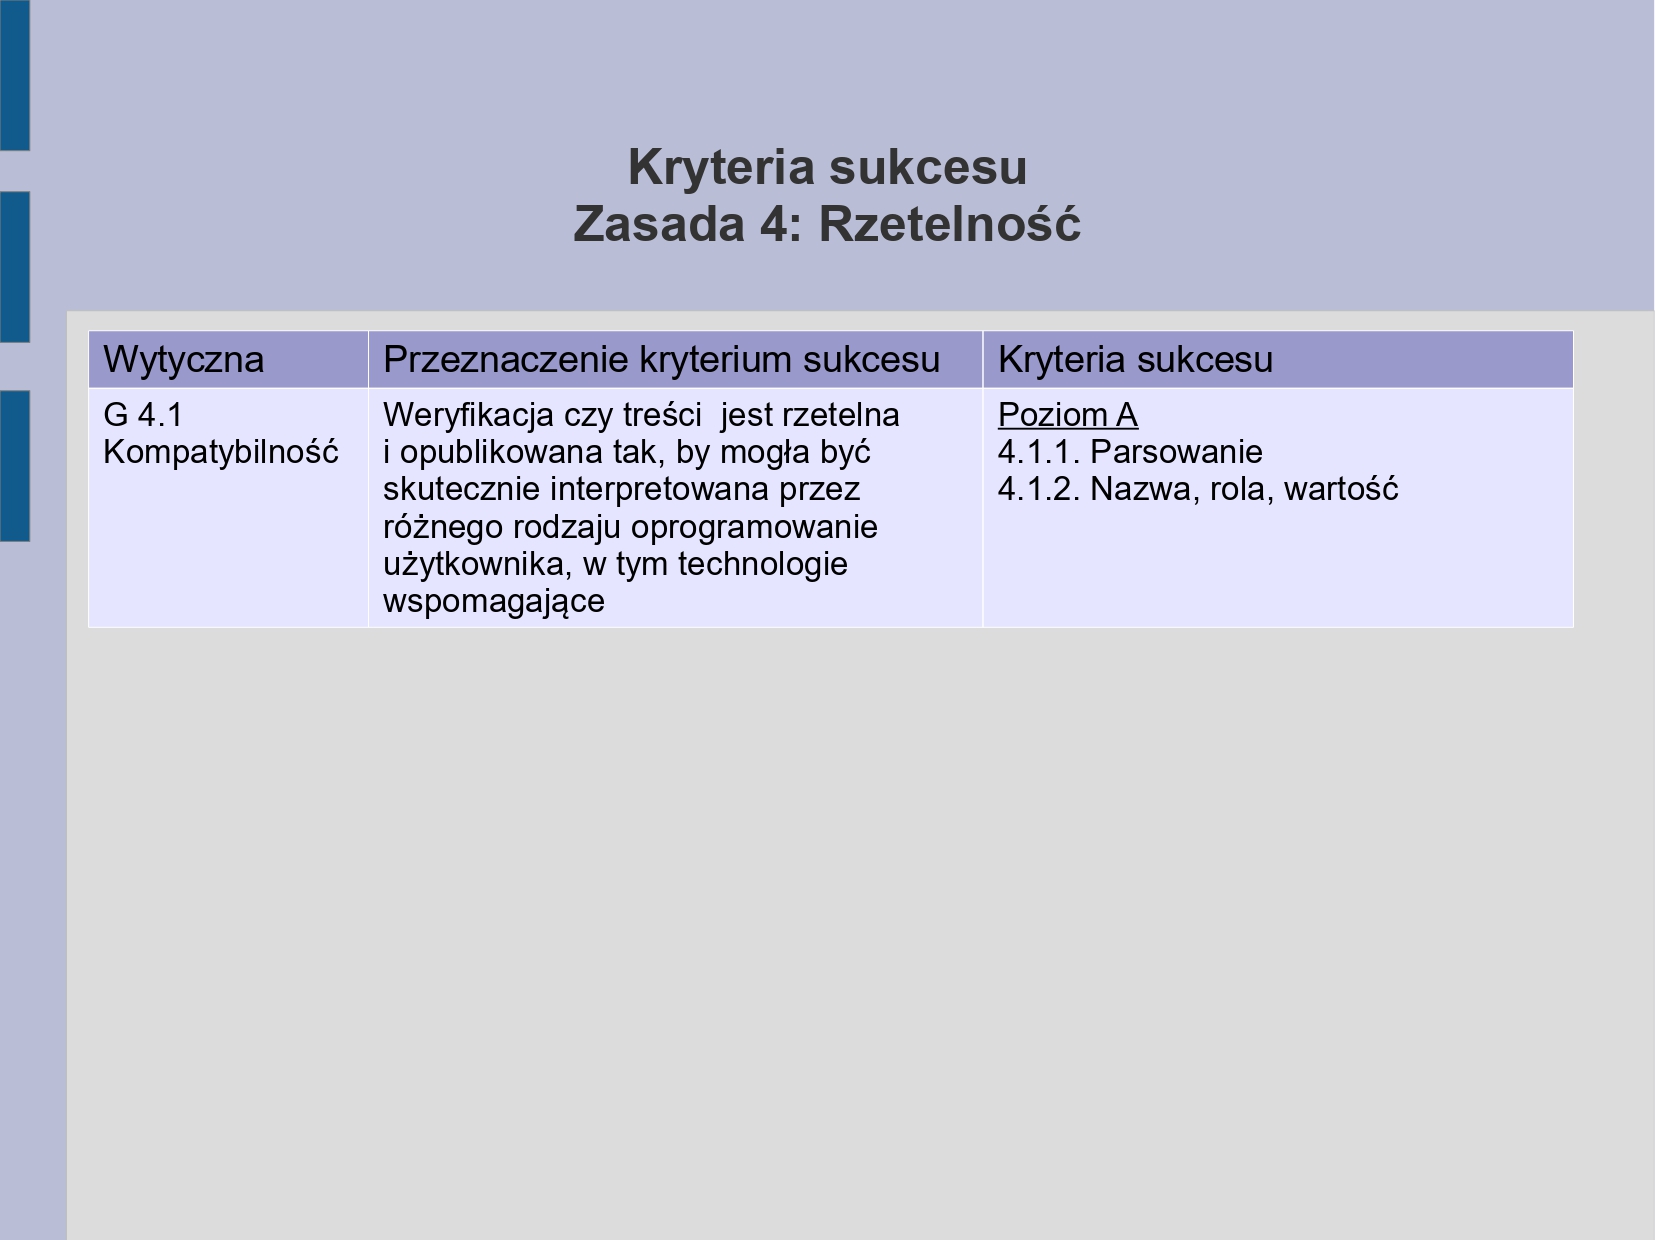 Kryteria sukcesu
Zasada 4: Rzetelność
Wytyczna
Przeznaczenie kryterium sukcesu
Kryteria sukcesu
G 4.1
Kompatybilność
Weryfikacja czy treści  jest rzetelna
i opublikowana tak, by mogła być
skutecznie interpretowana przez
różnego rodzaju oprogramowanie
użytkownika, w tym technologie
wspomagające
Poziom A
4.1.1. Parsowanie
4.1.2. Nazwa, rola, wartość